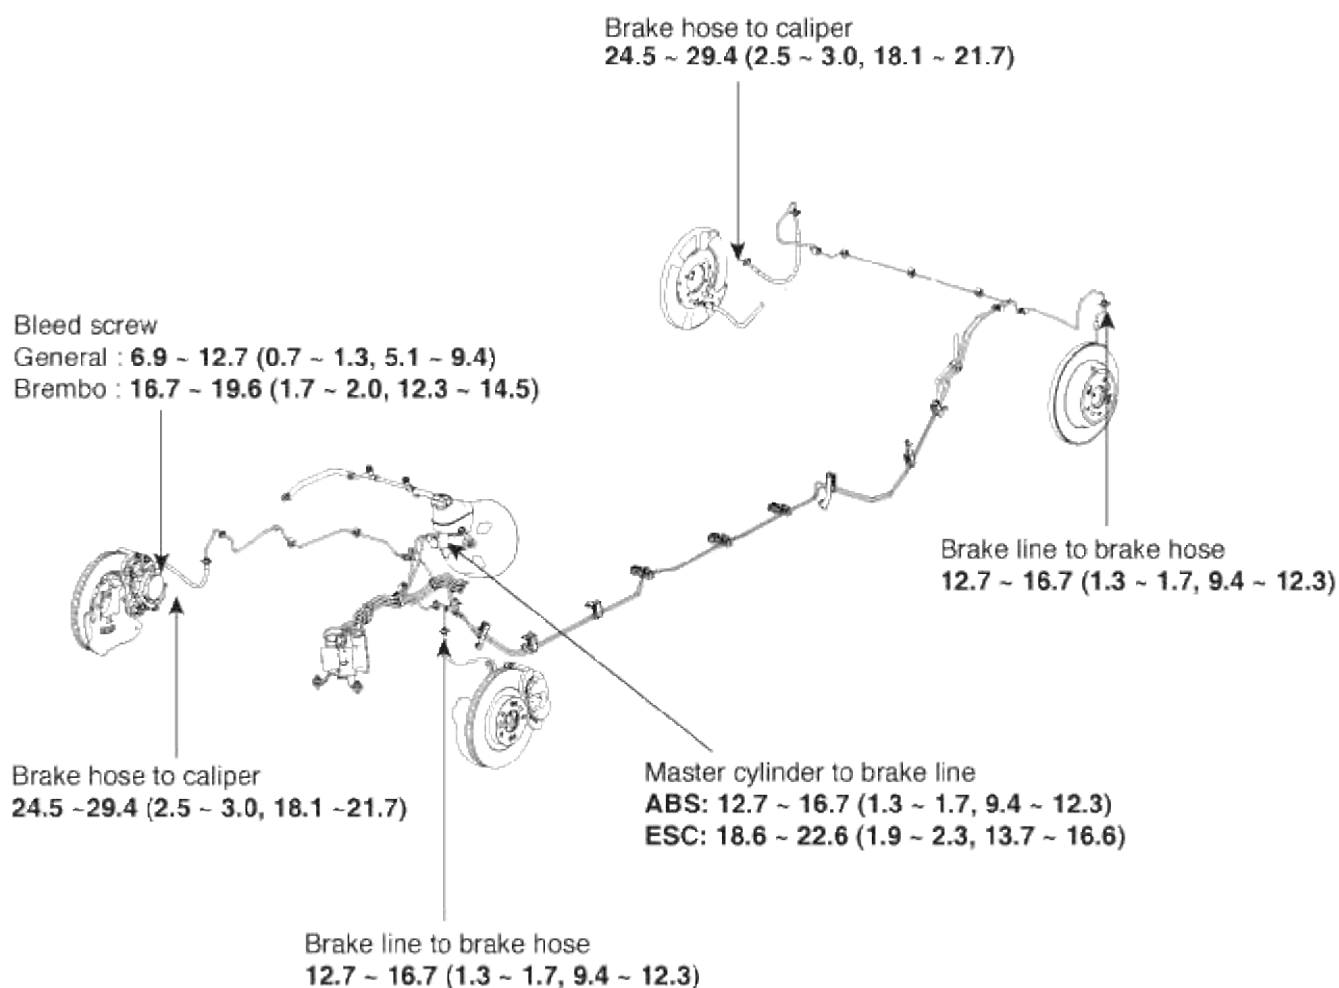 Brake hose to caliper
24.5 ~ 29.4 (2.5 ~ 3.0, 18.1 ~ 21.7)
Bleed screw
General : 6.9 ~ 12.7 (0.7 ~ 1.3, 5.1 ~ 9.4)
Brembo : 16.7 ~ 19.6 (1.7 ~ 2.0, 12.3 ~ 14.5)
Brake line to brake hose
12.7 ~ 16.7 (1.3 ~ 1.7, 9.4 ~ 12.3)
Brake hose to caliper
24.5 ~29.4 (2.5 ~ 3.0, 18.1 ~21.7)
Master cylinder to brake line
ABS: 12.7 ~ 16.7 (1.3 ~ 1.7, 9.4 ~ 12.3)
ESC: 18.6 ~ 22.6 (1.9 ~ 2.3, 13.7 ~ 16.6)
Brake line to brake hose
12.7 ~ 16.7 (1.3 ~ 1.7, 9.4 ~ 12.3)